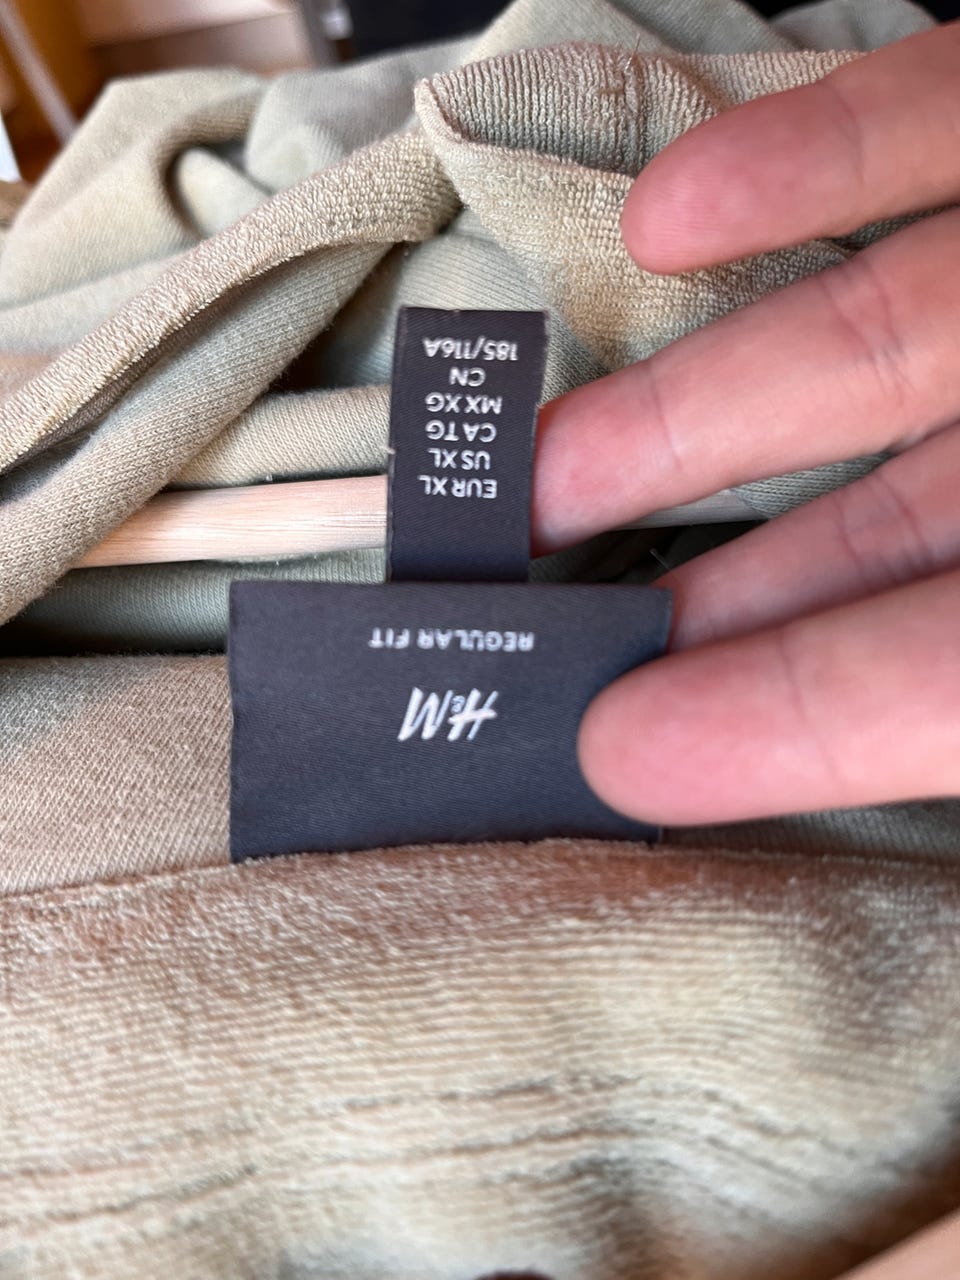 H&M
REGULAR FIT
EUR XL
US XL
CA TG
MX XG
CN
185/116A